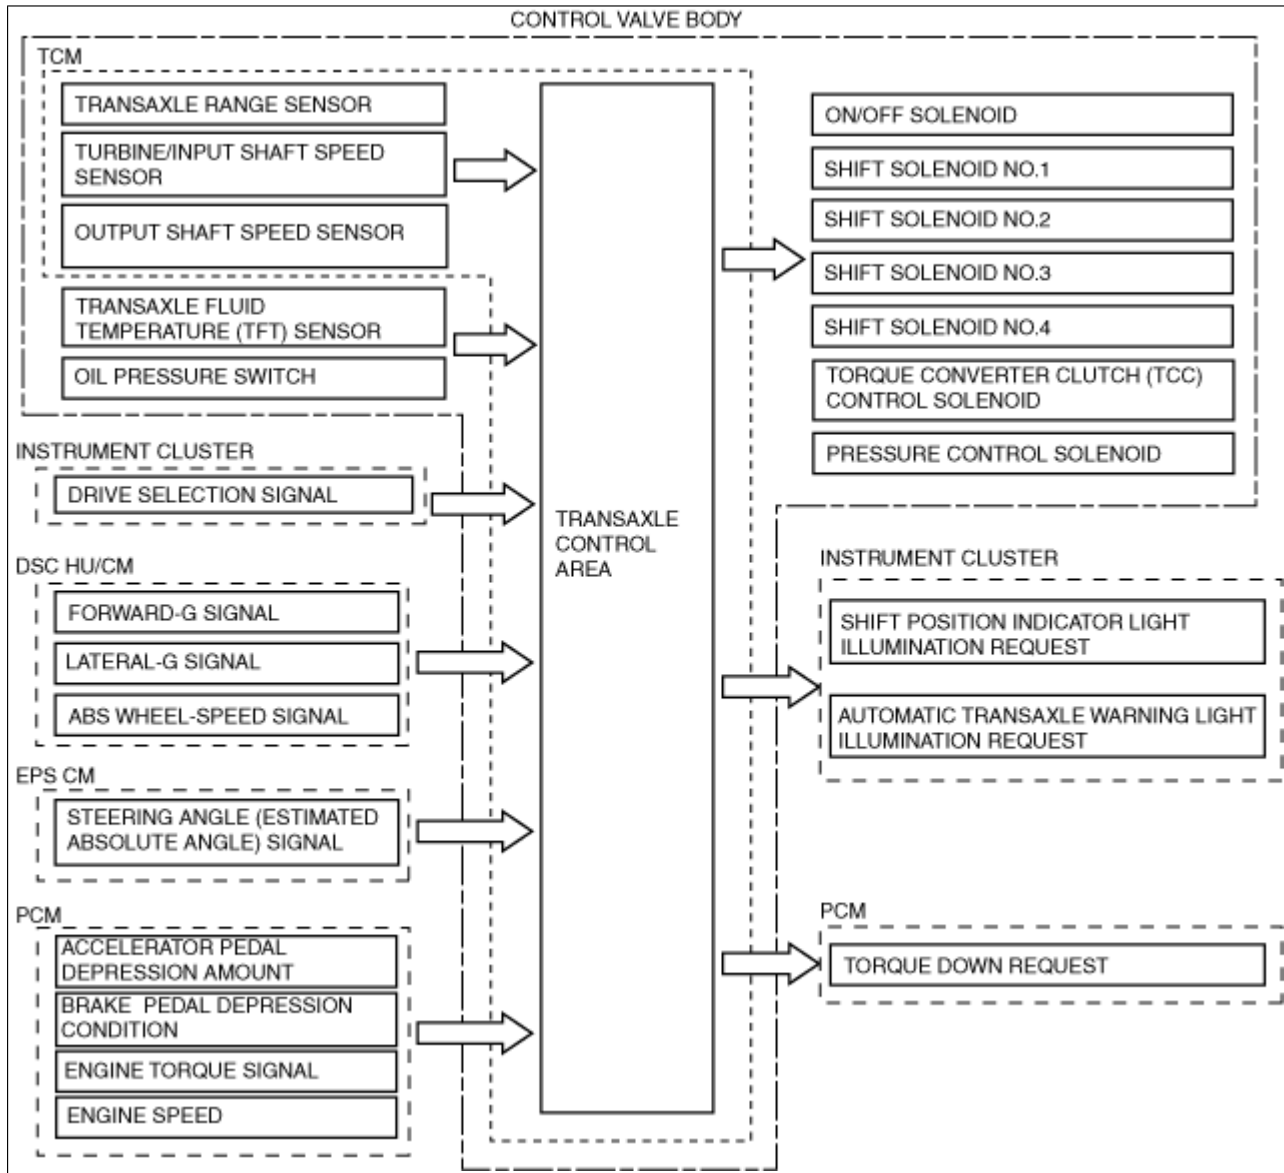 CONTROL VALVE BODY
TCM
TRANSAXLE RANGE SENSOR
TURBINE/INPUT SHAFT SPEED
SENSOR
OUTPUT SHAFT SPEED SENSOR
TRANSAXLE FLUID
TEMPERATURE (TFT) SENSOR
OIL PRESSURE SWITCH
INSTRUMENT CLUSTER
DRIVE SELECTION SIGNAL
DSC HU/CM
FORWARD-G SIGNAL
LATERAL-G SIGNAL
ABS WHEEL-SPEED SIGNAL
EPS CM
STEERING ANGLE (ESTIMATED
ABSOLUTE ANGLE) SIGNAL
PCM
ACCELERATOR PEDAL
DEPRESSION AMOUNT
BRAKE PEDAL DEPRESSION
CONDITION
ENGINE TORQUE SIGNAL
ENGINE SPEED
TRANSAXLE
CONTROL
AREA
ON/OFF SOLENOID
SHIFT SOLENOID NO.1
SHIFT SOLENOID NO.2
SHIFT SOLENOID NO.3
SHIFT SOLENOID NO.4
TORQUE CONVERTER CLUTCH (TCC)
CONTROL SOLENOID
PRESSURE CONTROL SOLENOID
INSTRUMENT CLUSTER
SHIFT POSITION INDICATOR LIGHT
ILLUMINATION REQUEST
AUTOMATIC TRANSAXLE WARNING LIGHT
ILLUMINATION REQUEST
PCM
TORQUE DOWN REQUEST